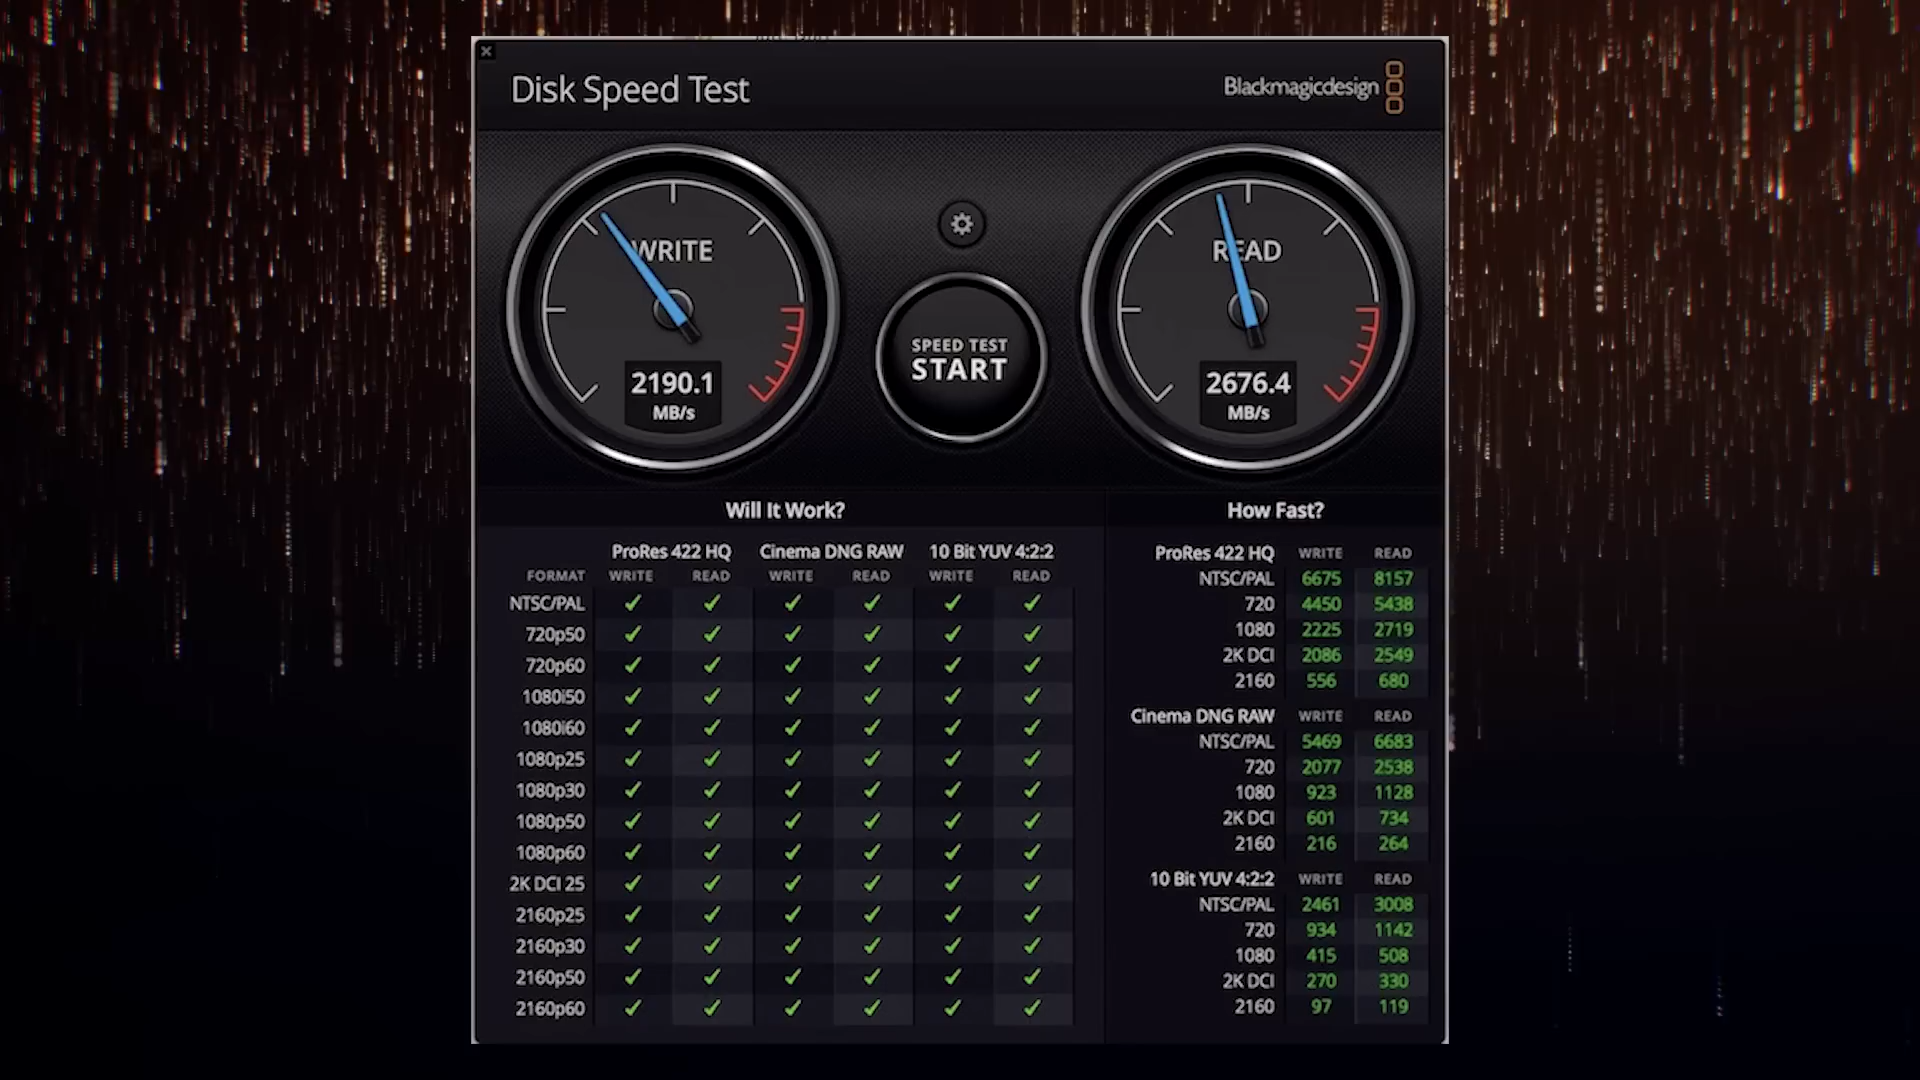 Disk Speed Test
Blackmagicdesign
WRITE
2190.1
MB/s
SPEED TEST
START
READ
2676.4
MB/s
Will It Work?
ProRes 422 HQ Cinema DNG RAW 10 Bit YUV 4:2:2
FORMAT WRITE READ WRITE READ WRITE READ
NTSC/PAL ✓ ✓ ✓ ✓ ✓ ✓
720p50 ✓ ✓ ✓ ✓ ✓ ✓
720p60 ✓ ✓ ✓ ✓ ✓ ✓
1080i50 ✓ ✓ ✓ ✓ ✓ ✓
1080i60 ✓ ✓ ✓ ✓ ✓ ✓
1080p25 ✓ ✓ ✓ ✓ ✓ ✓
1080p30 ✓ ✓ ✓ ✓ ✓ ✓
1080p50 ✓ ✓ ✓ ✓ ✓ ✓
1080p60 ✓ ✓ ✓ ✓ ✓ ✓
2K DCI 25 ✓ ✓ ✓ ✓ ✓ ✓
2160p25 ✓ ✓ ✓ ✓ ✓ ✓
2160p30 ✓ ✓ ✓ ✓ ✓ ✓
2160p50 ✓ ✓ ✓ ✓ ✓ ✓
2160p60 ✓ ✓ ✓ ✓ ✓ ✓
How Fast?
ProRes 422 HQ WRITE READ
NTSC/PAL 6675 8157
720 4450 5438
1080 2225 2719
2K DCI 2086 2549
2160 556 680
Cinema DNG RAW WRITE READ
NTSC/PAL 5469 6683
720 2077 2538
1080 923 1128
2K DCI 601 734
2160 216 264
10 Bit YUV 4:2:2 WRITE READ
NTSC/PAL 2461 3008
720 934 1142
1080 415 508
2K DCI 270 330
2160 97 119